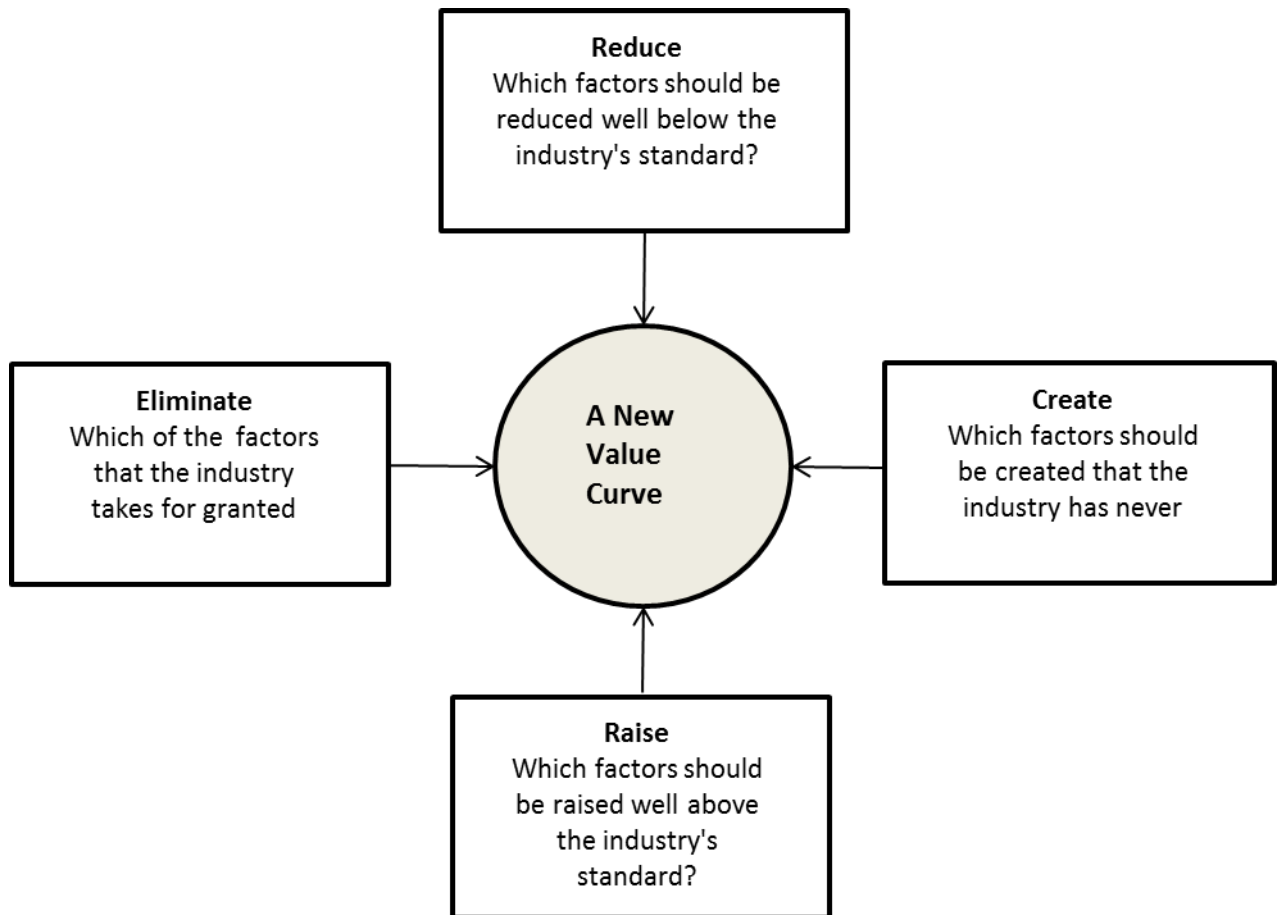 Reduce
Which factors should be
reduced well below the
industry's standard?
Eliminate
Which of the factors
that the industry
takes for granted
A New
Value
Curve
Create
Which factors should
be created that the
industry has never
Raise
Which factors should
be raised well above
the industry's
standard?